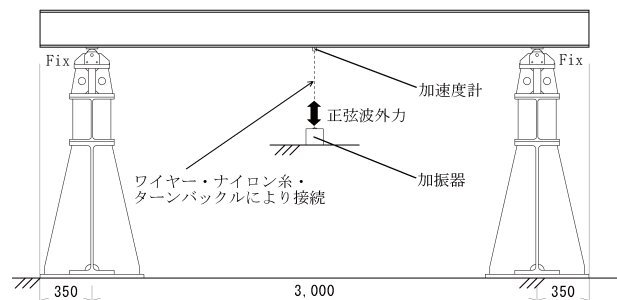 Fix
Fix
加速度計
正弦波外力
ワイヤー・ナイロン糸・
ターンバックルにより接続
加振器
350
3,000
350